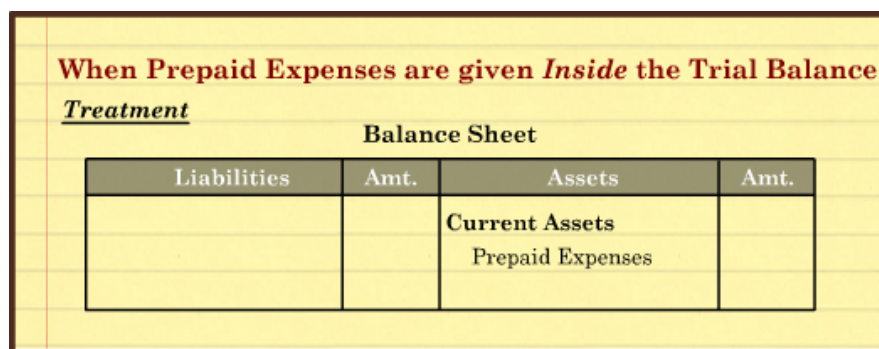 When Prepaid Expenses are given Inside the Trial Balance
Treatment
Balance Sheet
Liabilities Amt. Assets Amt.
Current Assets
Prepaid Expenses